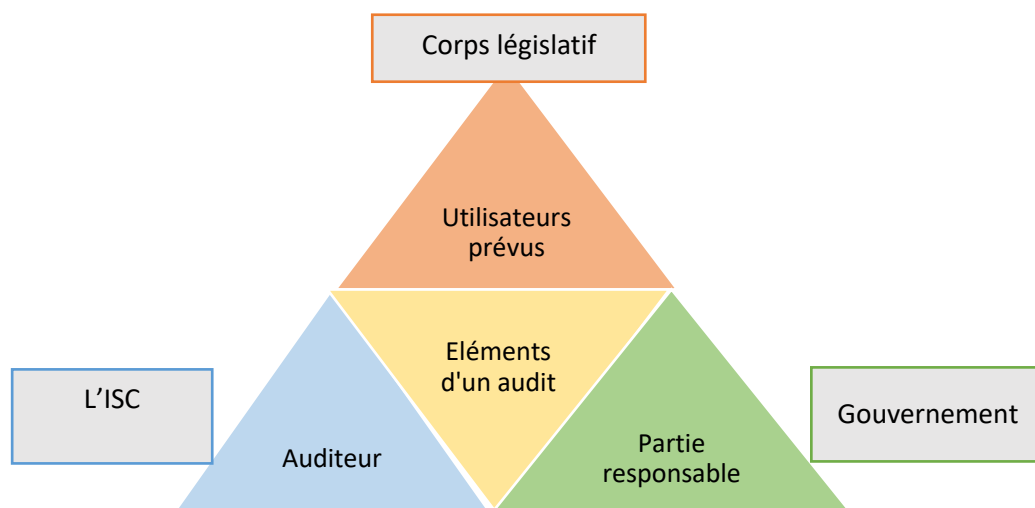 Corps législatif
Utilisateurs
prévus
Eléments
d'un audit
L’ISC
Gouvernement
Auditeur
Partie
responsable